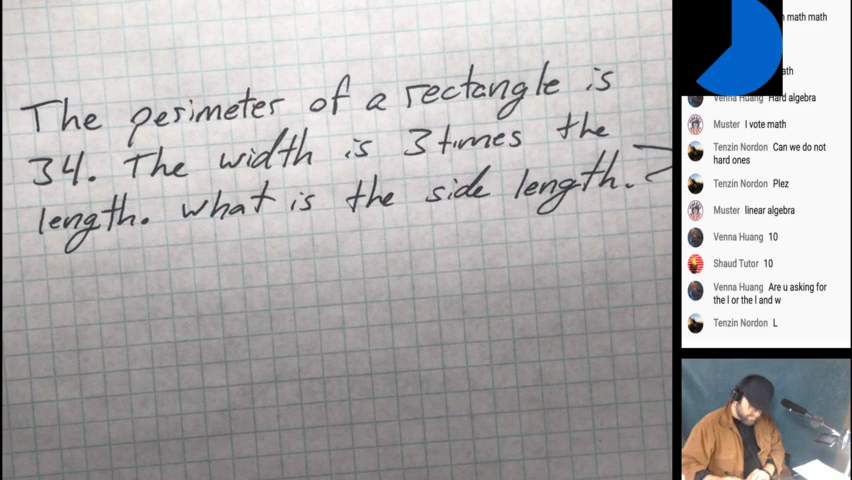 The perimeter of a rectangle is
34. The width is 3 times the
length. what is the side length.
math math
ath
Venna Huang Hard algebra
Muster I vote math
Tenzin Nordon Can we do not
hard ones
Tenzin Nordon Plez
Muster linear algebra
Venna Huang 10
Shaud Tutor 10
Venna Huang Are u asking for
the l or the l and w
Tenzin Nordon L